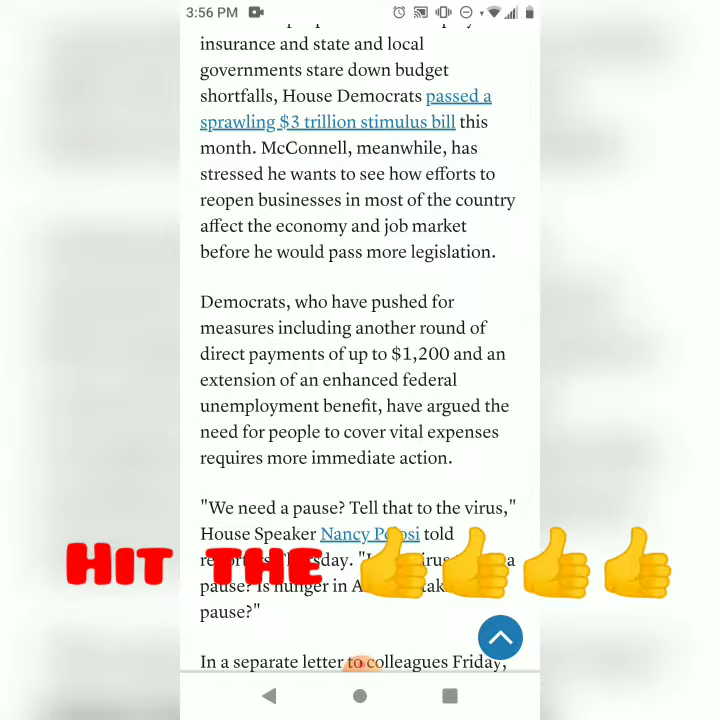 3:56 PM
insurance and state and local
governments stare down budget
shortfalls, House Democrats passed a
sprawling $3 trillion stimulus bill this
month. McConnell, meanwhile, has
stressed he wants to see how efforts to
reopen businesses in most of the country
affect the economy and job market
before he would pass more legislation.
Democrats, who have pushed for
measures including another round of
direct payments of up to $1,200 and an
extension of an enhanced federal
unemployment benefit, have argued the
need for people to cover vital expenses
requires more immediate action.
"We need a pause? Tell that to the virus,"
House Speaker Nancy Pelosi told
a
pause? Is hunger in
pause?"
HIT THE 👍👍👍👍
In a separate letter to colleagues Friday,